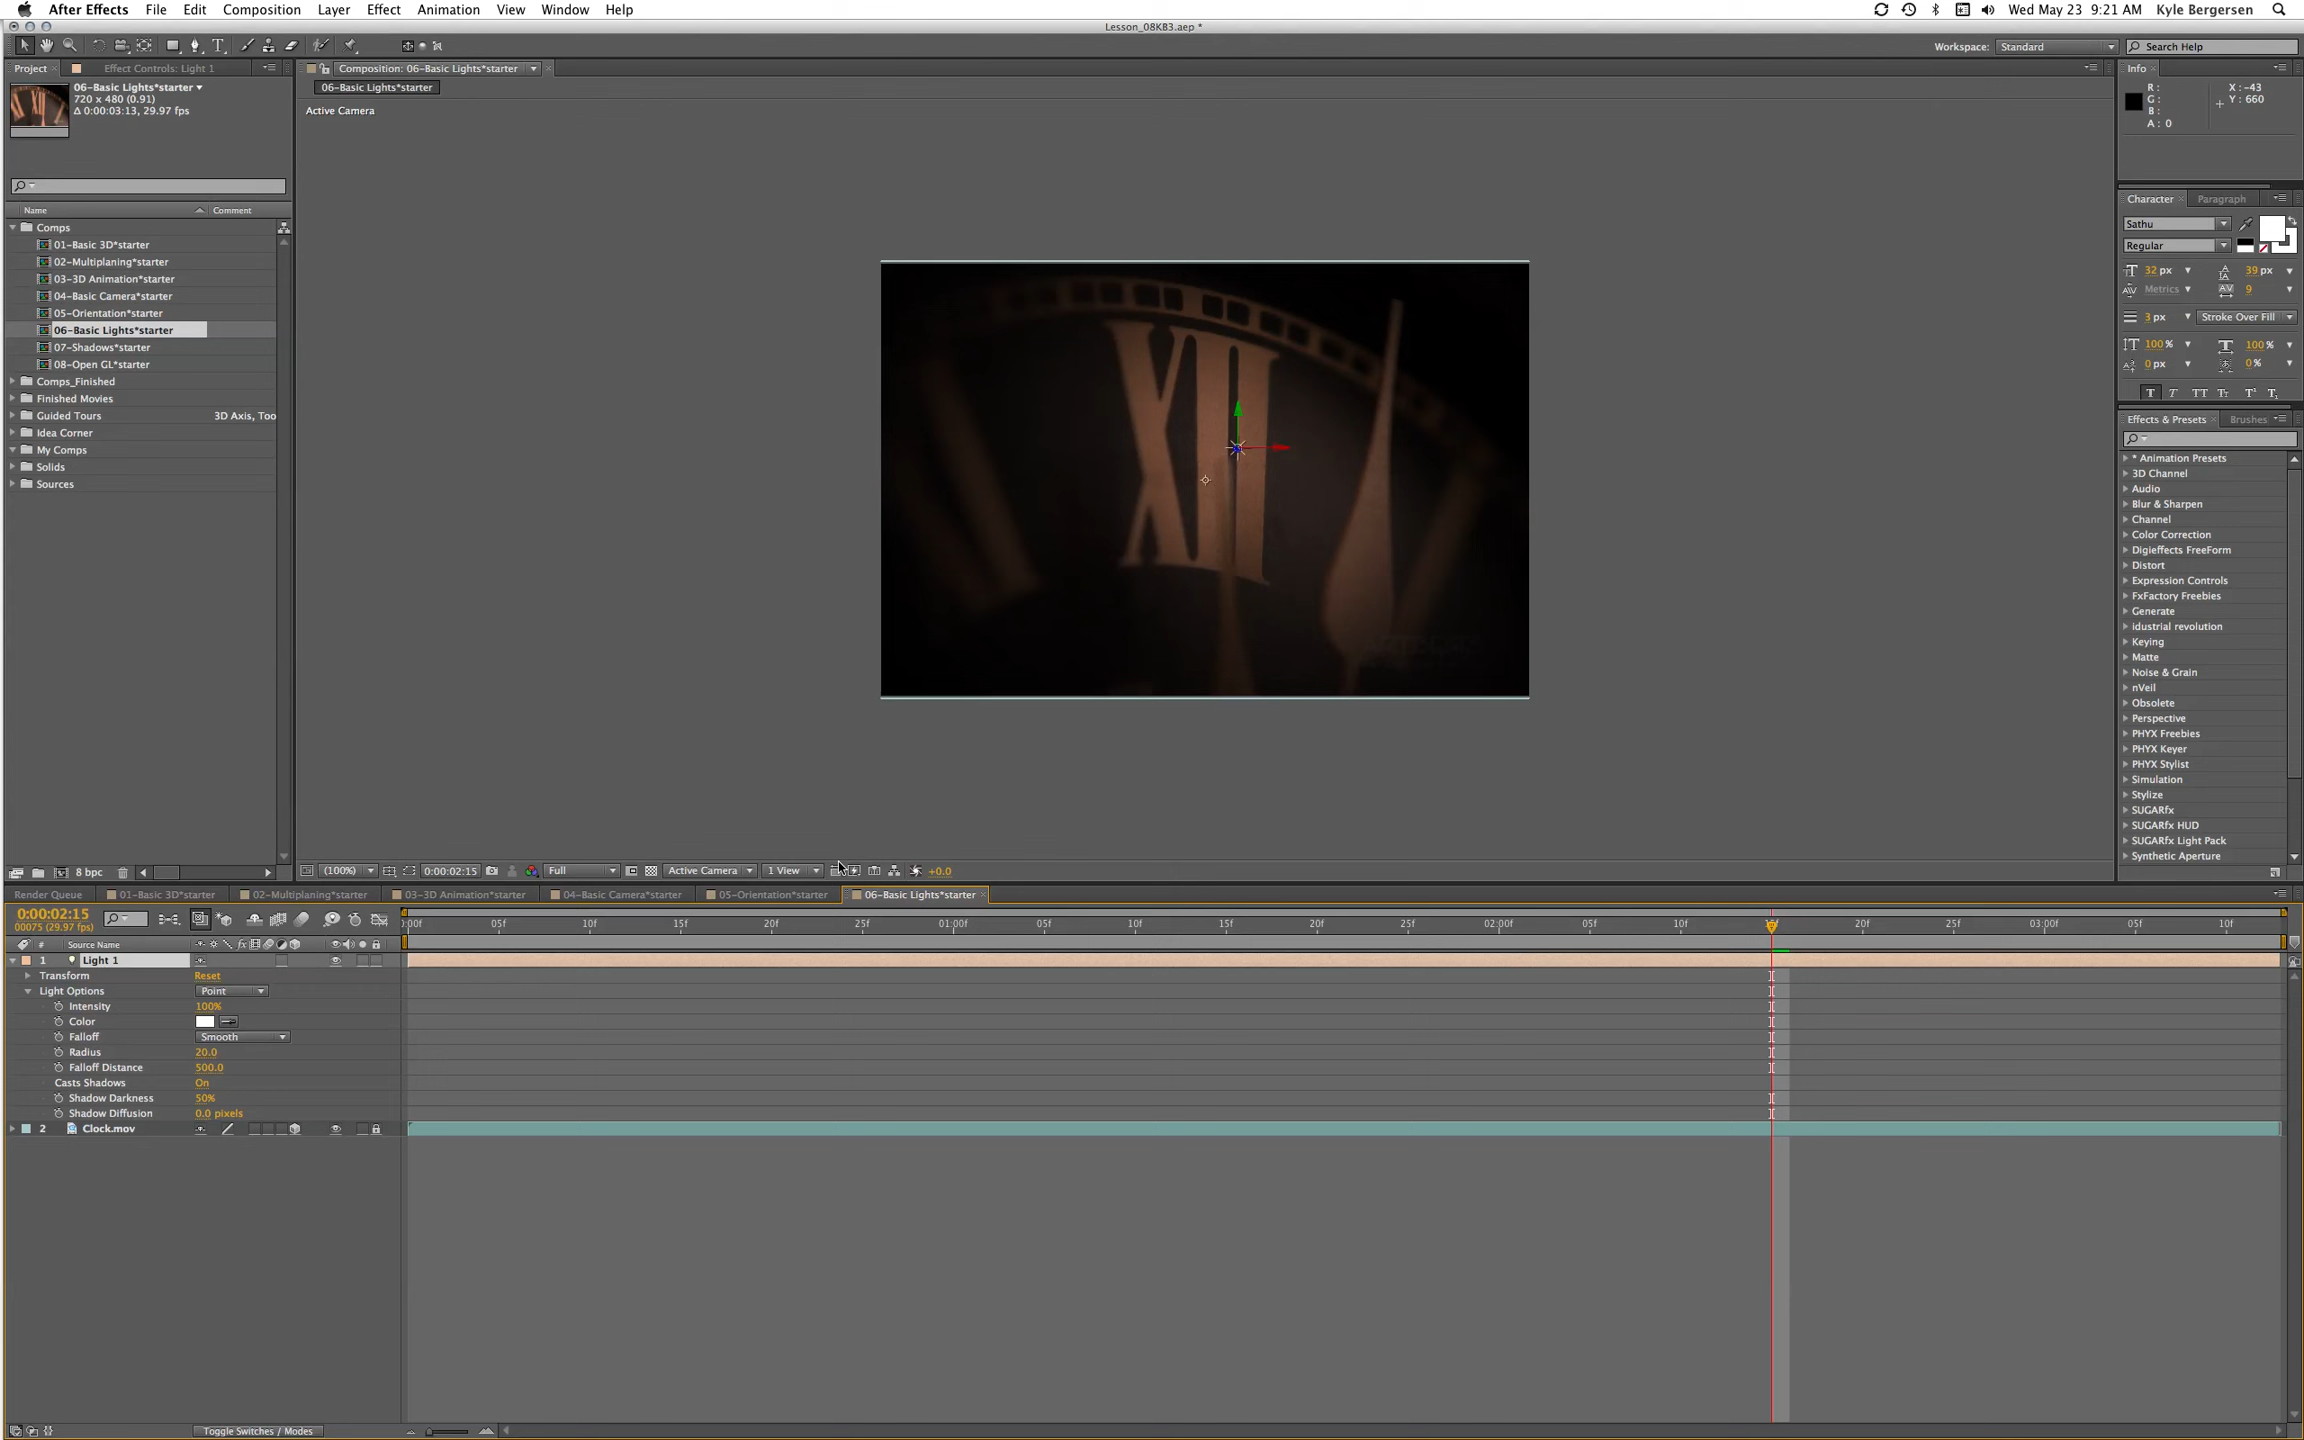 After Effects File Edit Composition Layer Effect Animation View Window Help Wed May 23 9:21 AM Kyle Bergersen
Lesson_08KB3.aep *
Workspace: Standard Search Help
Project Effect Controls: Light 1
Composition: 06-Basic Lights*starter
Info
06-Basic Lights*starter
720 x 480 (0.91)
Δ 0:00:03:13, 29.97 fps
06-Basic Lights*starter
Active Camera
R :
G :
B :
A : 0
X : -43
Y : 660
Name Comment
Comps
01-Basic 3D*starter
02-Multiplaning*starter
03-3D Animation*starter
04-Basic Camera*starter
05-Orientation*starter
06-Basic Lights*starter
07-Shadows*starter
08-Open GL*starter
Comps_Finished
Finished Movies
Guided Tours 3D Axis, Too
Idea Corner
My Comps
Solids
Sources
8 bpc
XII
Character Paragraph
Sathu
Regular
32 px 39 px
Metrics 9
3 px Stroke Over Fill
100 % 100 %
0 px 0 %
T T TT Tt T¹ T₁
Effects & Presets Brushes
* Animation Presets
3D Channel
Audio
Blur & Sharpen
Channel
Color Correction
Digieffects FreeForm
Distort
Expression Controls
FxFactory Freebies
Generate
idustrial revolution
Keying
Matte
Noise & Grain
nVeil
Obsolete
Perspective
PHYX Freebies
PHYX Keyer
PHYX Stylist
Simulation
Stylize
SUGARfx
SUGARfx HUD
SUGARfx Light Pack
Synthetic Aperture
(100%) 0:00:02:15 Full Active Camera 1 View +0.0
Render Queue 01-Basic 3D*starter 02-Multiplaning*starter 03-3D Animation*starter 04-Basic Camera*starter 05-Orientation*starter 06-Basic Lights*starter
0:00:02:15
00075 (29.97 fps)
):00f 05f 10f 15f 20f 25f 01:00f 05f 10f 15f 20f 25f 02:00f 05f 10f 20f 25f 03:00f 05f 10f
# Source Name
1 Light 1
Transform Reset
Light Options Point
Intensity 100%
Color
Falloff Smooth
Radius 20.0
Falloff Distance 500.0
Casts Shadows On
Shadow Darkness 50%
Shadow Diffusion 0.0 pixels
2 Clock.mov
Toggle Switches / Modes